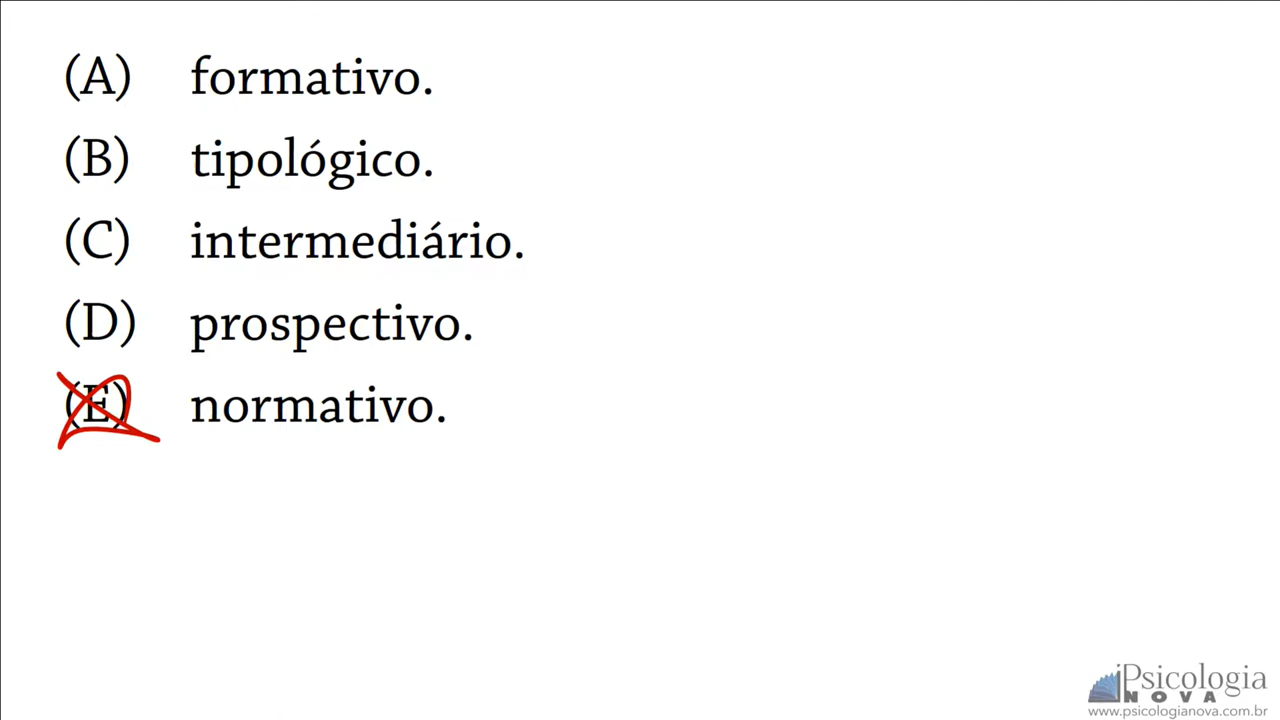 (A) formativo.
(B) tipológico.
(C) intermediário.
(D) prospectivo.
(E) normativo.
Psicologia
NOVA
www.psicologianova.com.br